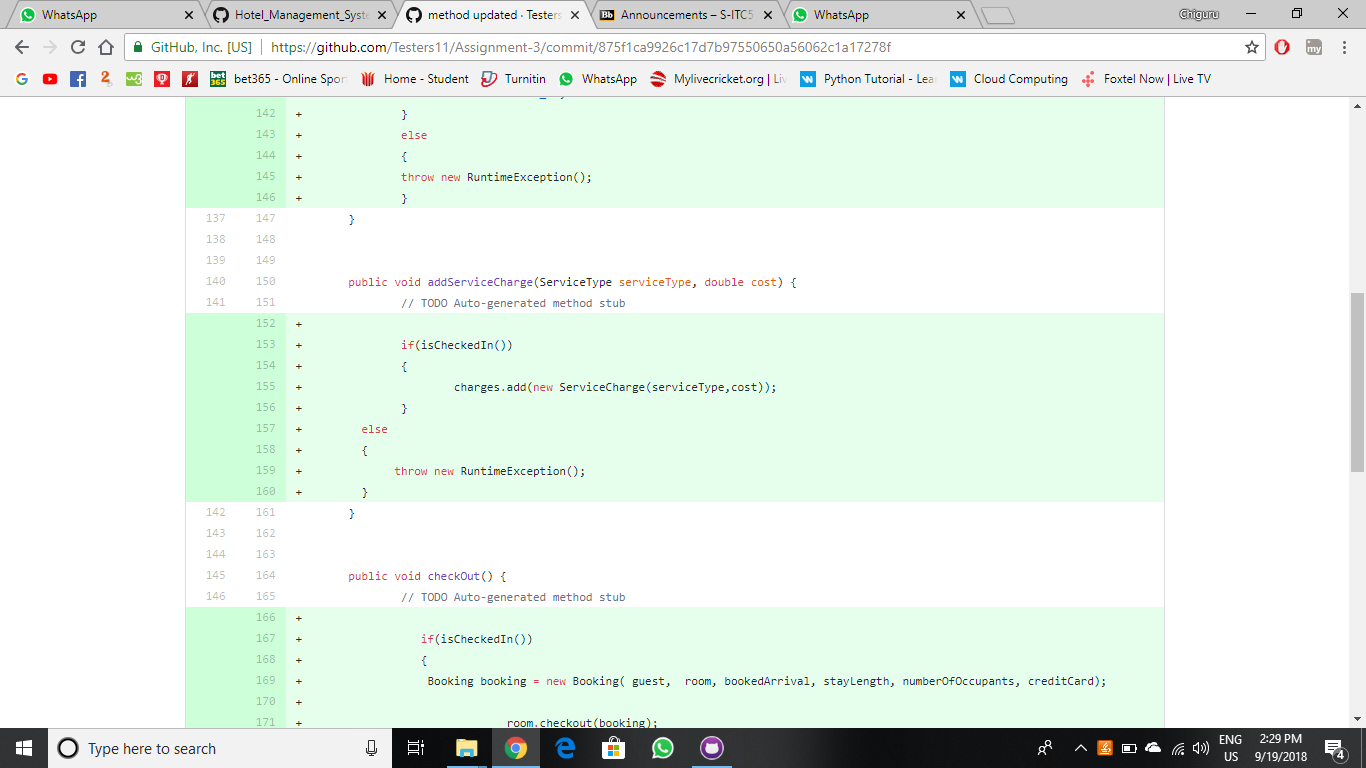 WhatsApp
Hotel_Management_Syste
method updated · Testers
Announcements – S-ITC5
WhatsApp
Chiguru
GitHub, Inc. [US]
https://github.com/Testers11/Assignment-3/commit/875f1ca9926c17d7b97550650a56062c1a17278f
bet365 - Online Spor
Home - Student
Turnitin
WhatsApp
Mylivecricket.org | Liv
Python Tutorial - Lea
Cloud Computing
Foxtel Now | Live TV
142 + }
143 + else
144 + {
145 + throw new RuntimeException();
146 + }
137 147 }
138 148
139 149
140 150 public void addServiceCharge(ServiceType serviceType, double cost) {
141 151 // TODO Auto-generated method stub
152 +
153 + if(isCheckedIn())
154 + {
155 + charges.add(new ServiceCharge(serviceType,cost));
156 + }
157 + else
158 + {
159 + throw new RuntimeException();
160 + }
142 161 }
143 162
144 163
145 164 public void checkOut() {
146 165 // TODO Auto-generated method stub
166 +
167 + if(isCheckedIn())
168 + {
169 + Booking booking = new Booking( guest, room, bookedArrival, stayLength, numberOfOccupants, creditCard);
170 +
171 + room.checkout(booking);
Type here to search
ENG
US
2:29 PM
9/19/2018
4